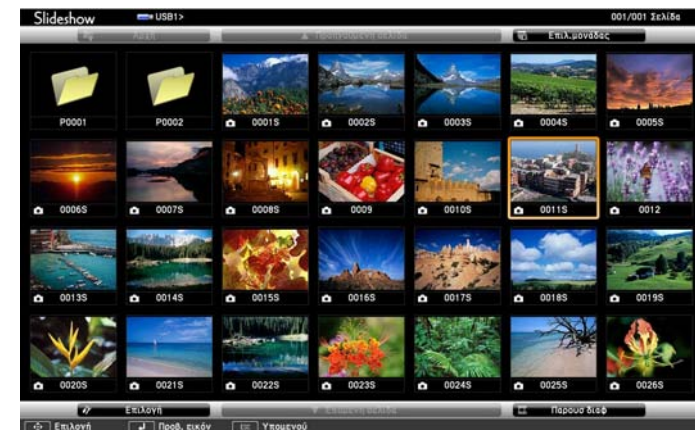 Slideshow USB1> 001/001 Σελίδα
Αρχή Προηγούμενη σελίδα Επιλ.μονάδας
P0001 P0002 0001S 0002S 0003S 0004S 0005S
0006S 0007S 0008S 0009 0010S 0011S 0012
0013S 0014S 0015S 0016S 0017S 0018S 0019S
0020S 0021S 0022S 0023S 0024S 0025S 0026S
Επιλογή Επόμενη σελίδα Παρουσ διαφ
Επιλογή Προβ. εικόν Esc Υπομενού